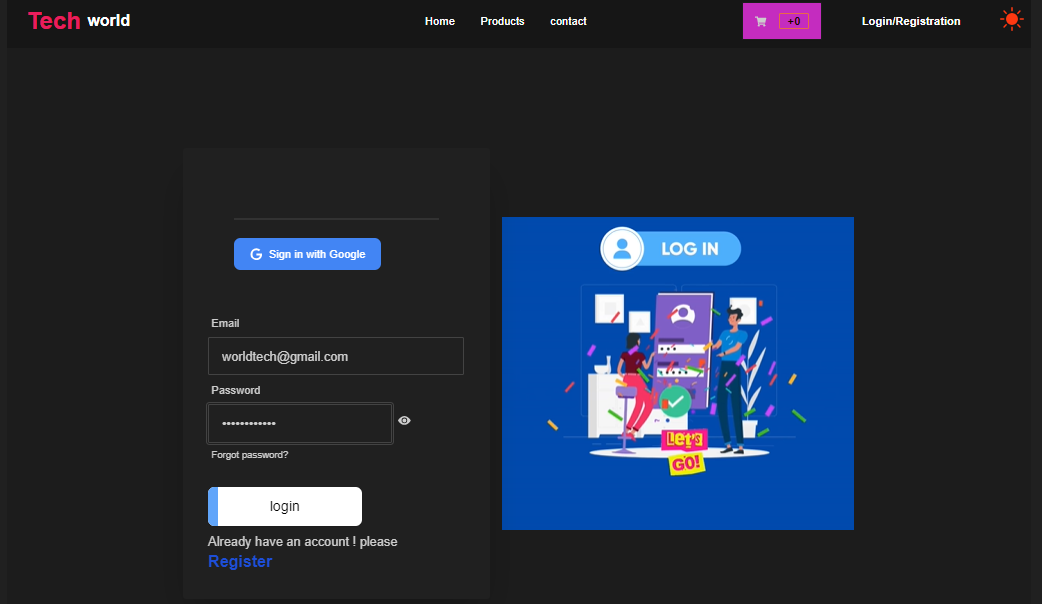 Tech world
Home Products contact
+0
Login/Registration
Sign in with Google
LOG IN
Email
worldtech@gmail.com
Password
••••••••••••
Forgot password?
LET'S
GO!
login
Already have an account ! please
Register